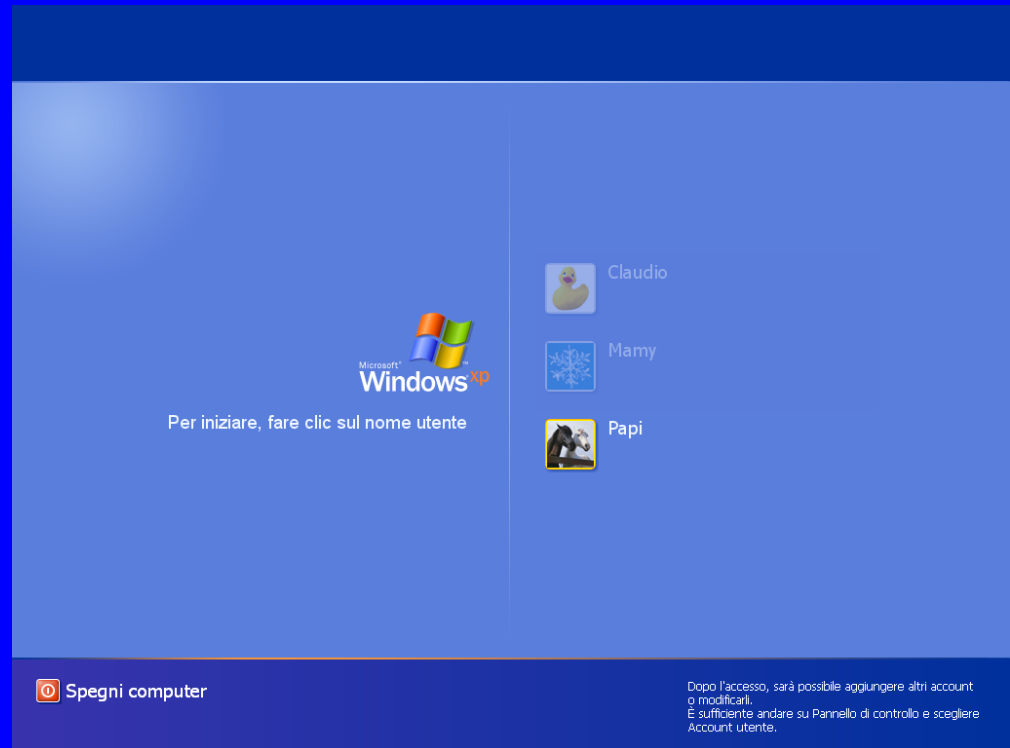 Microsoft®
Windows xp™
Per iniziare, fare clic sul nome utente
Claudio
Mamy
Papi
Spegni computer
Dopo l'accesso, sarà possibile aggiungere altri account
o modificarli.
È sufficiente andare su Pannello di controllo e scegliere
Account utente.